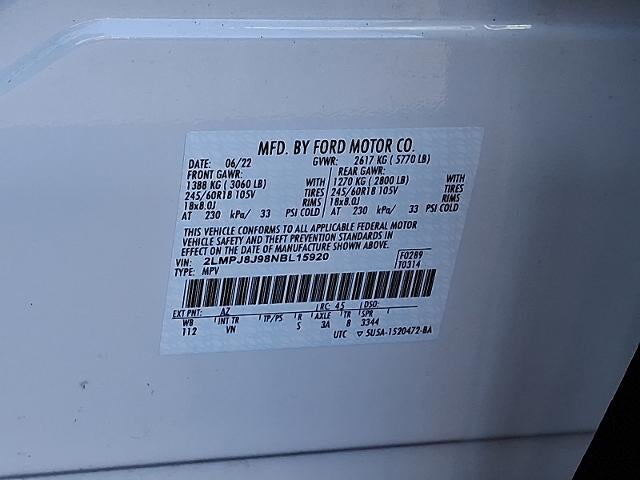 MFD. BY FORD MOTOR CO.
DATE: 06/22 GVWR: 2617 KG ( 5770 LB)
FRONT GAWR: REAR GAWR:
1388 KG ( 3060 LB) WITH 1270 KG ( 2800 LB) WITH
245/60R18 105V TIRES 245/60R18 105V TIRES
18x8.0J RIMS 18x8.0J RIMS
AT 230 kPa/ 33 PSI COLD AT 230 kPa/ 33 PSI COLD
THIS VEHICLE CONFORMS TO ALL APPLICABLE FEDERAL MOTOR
VEHICLE SAFETY AND THEFT PREVENTION STANDARDS IN
EFFECT ON THE DATE OF MANUFACTURE SHOWN ABOVE.
VIN: 2LMPJ8J98NBL15920 F0289
TYPE: MPV T0314
EXT PNT: AZ RC: 45 DSO:
WB INT TR TP/PS R AXLE TR SPR
112 VN S 3A 8 3344
UTC 5U5A-1520472-BA